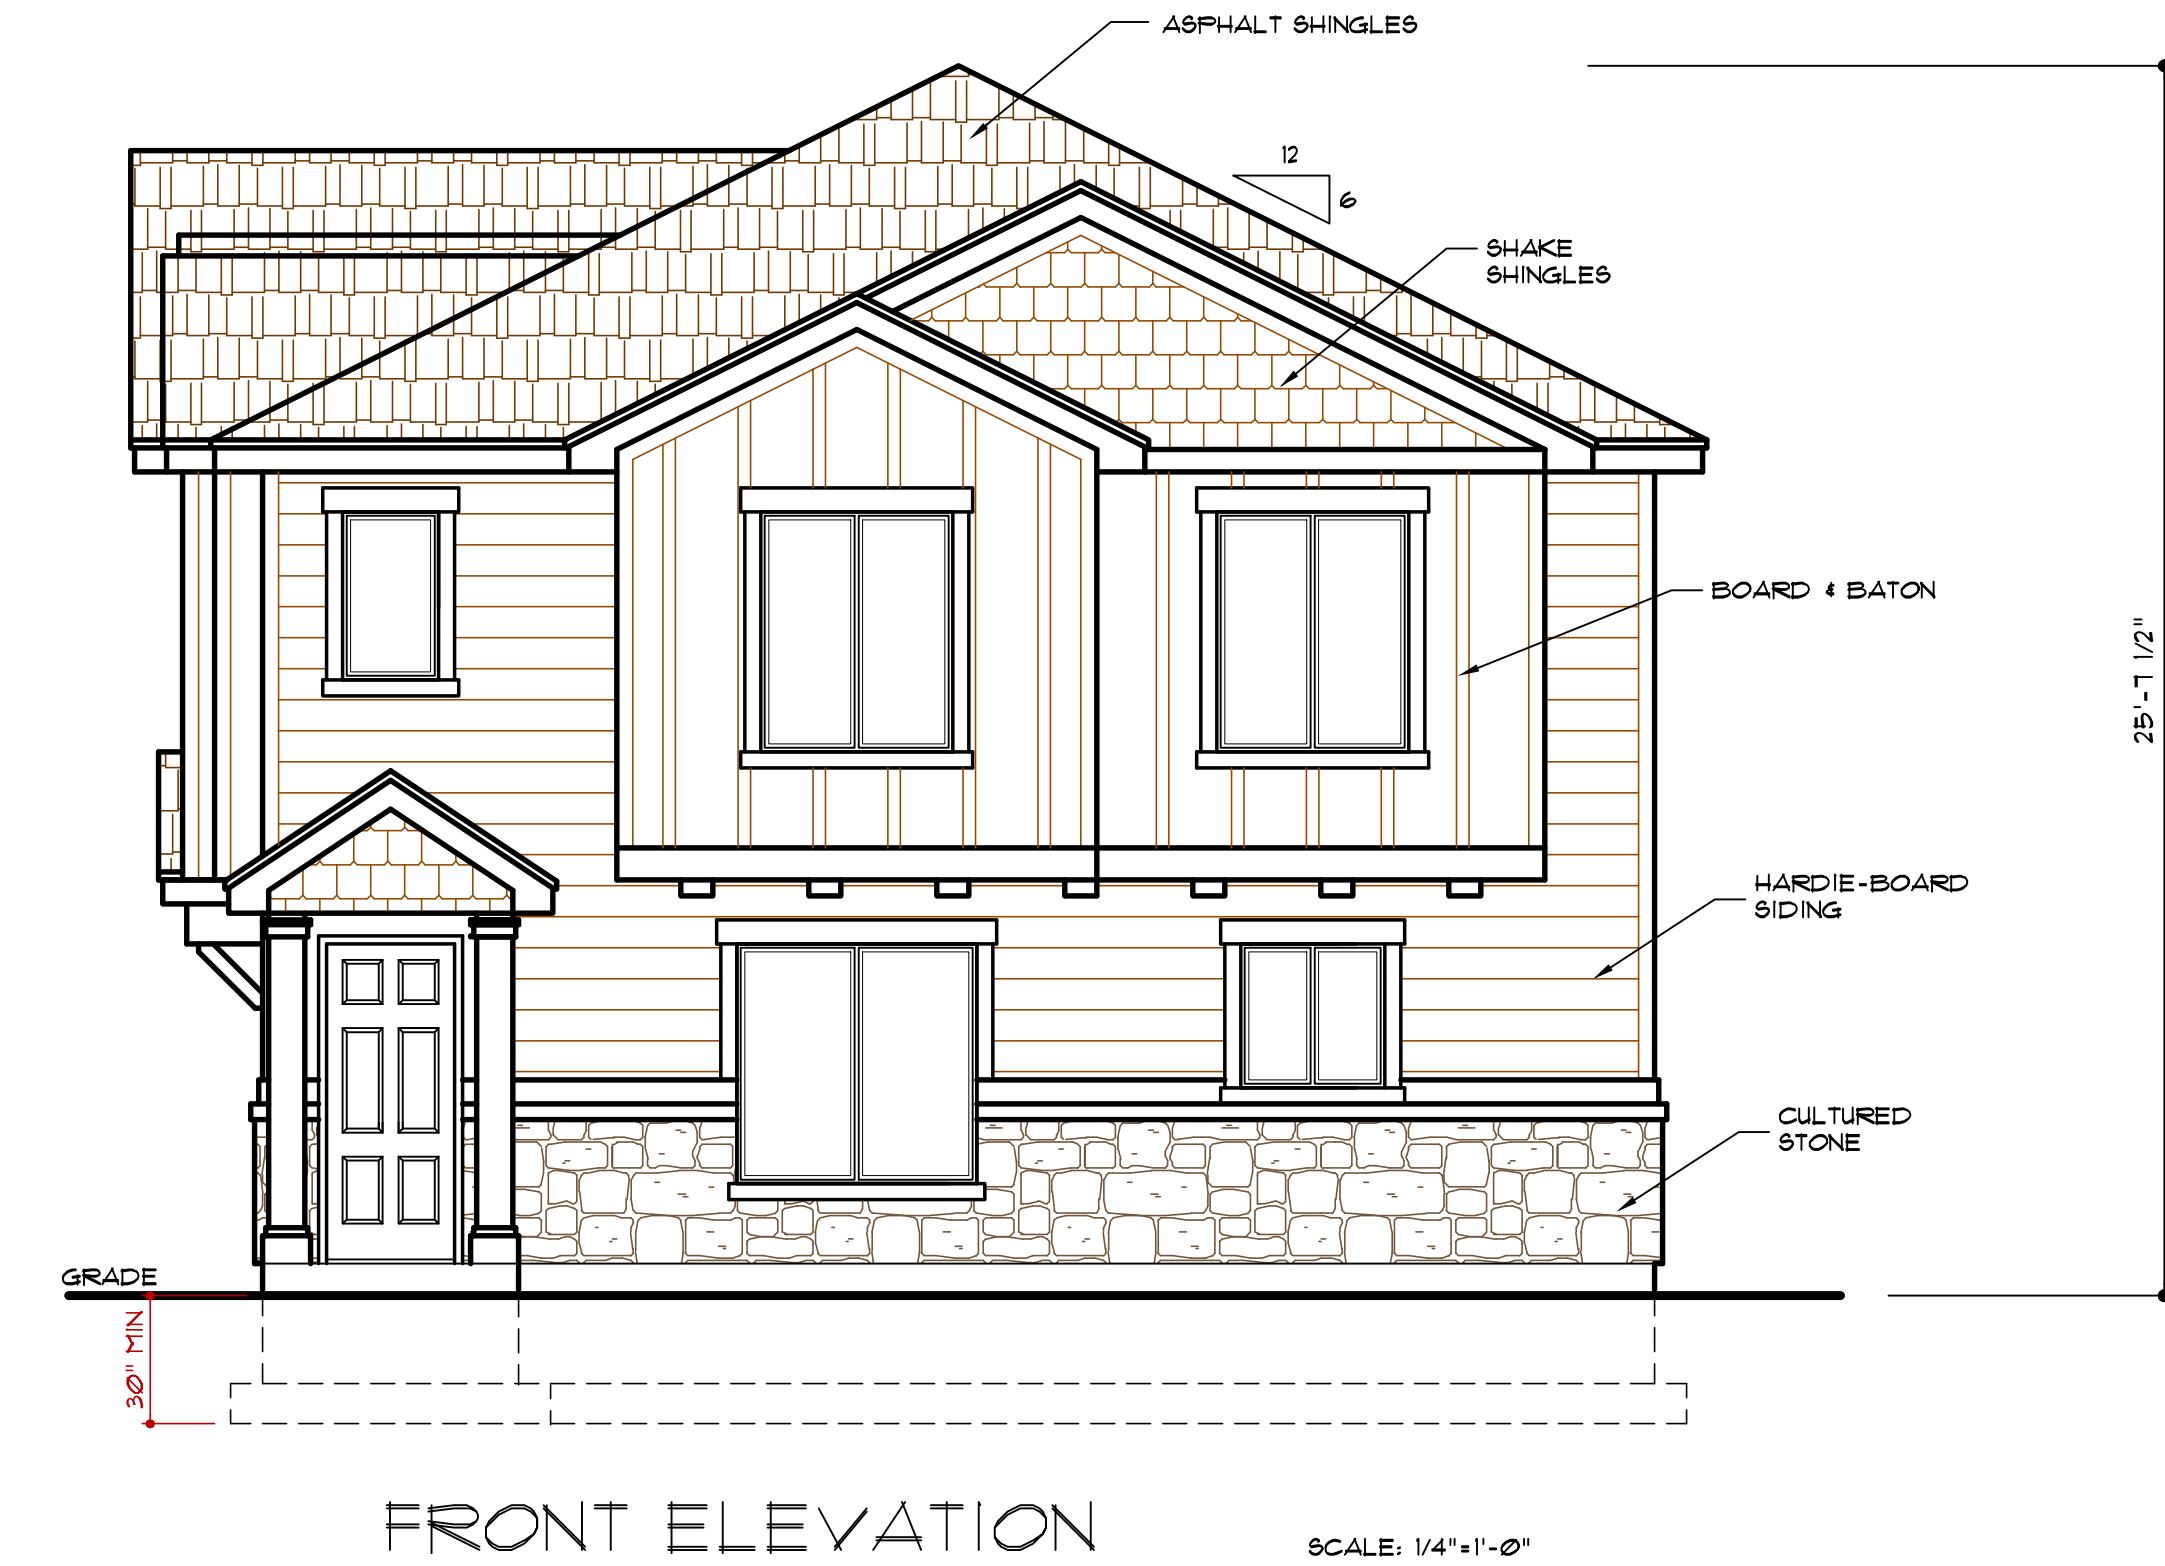 ASPHALT SHINGLES
12
6
SHAKE
SHINGLES
BOARD & BATON
25'-7 1/2"
HARDIE-BOARD
SIDING
CULTURED
STONE
GRADE
30" MIN
FRONT ELEVATION
SCALE: 1/4"=1'-0"